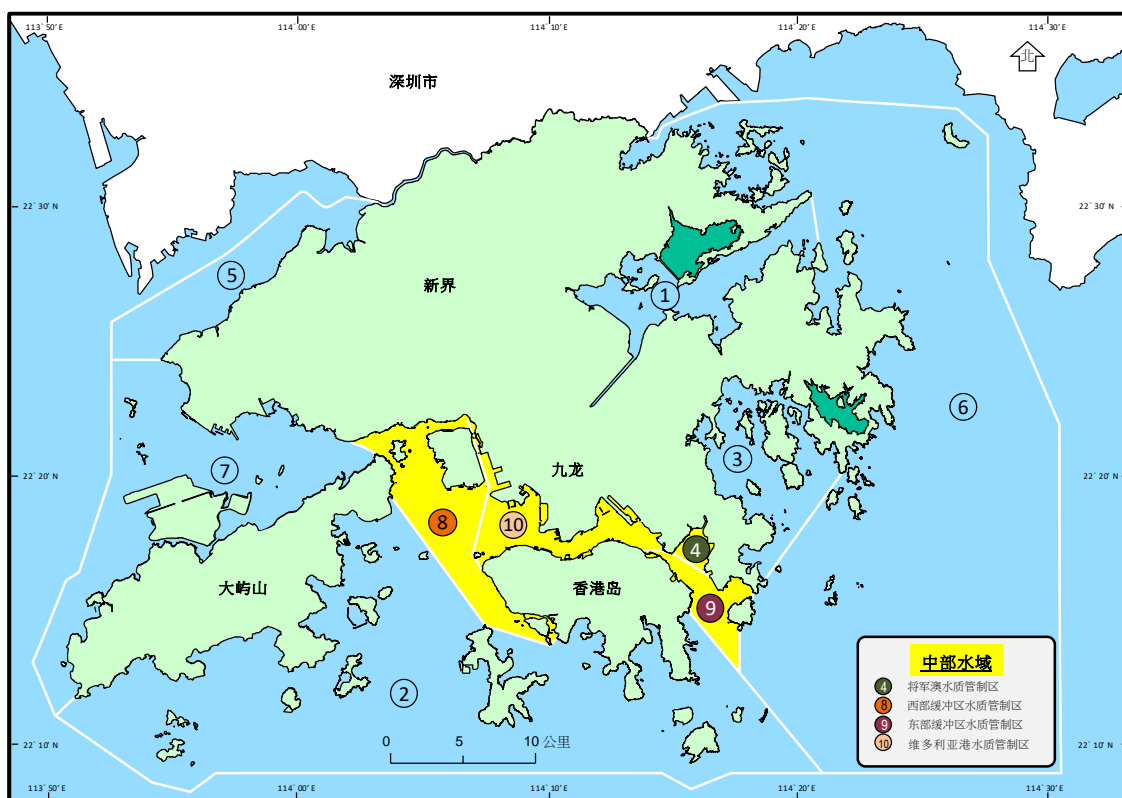 113° 50' E
114° 00' E
114° 10' E
114° 20' E
114° 30' E
北
深圳市
22° 30' N
22° 30' N
5
新界
1
6
3
7
22° 20' N
九龙
22° 20' N
8
10
4
大屿山
香港岛
9
2
中部水域
4 将军澳水质管制区
8 西部缓冲区水质管制区
9 东部缓冲区水质管制区
10 维多利亚港水质管制区
0 5 10 公里
22° 10' N
22° 10' N
113° 50' E
114° 00' E
114° 10' E
114° 20' E
114° 30' E